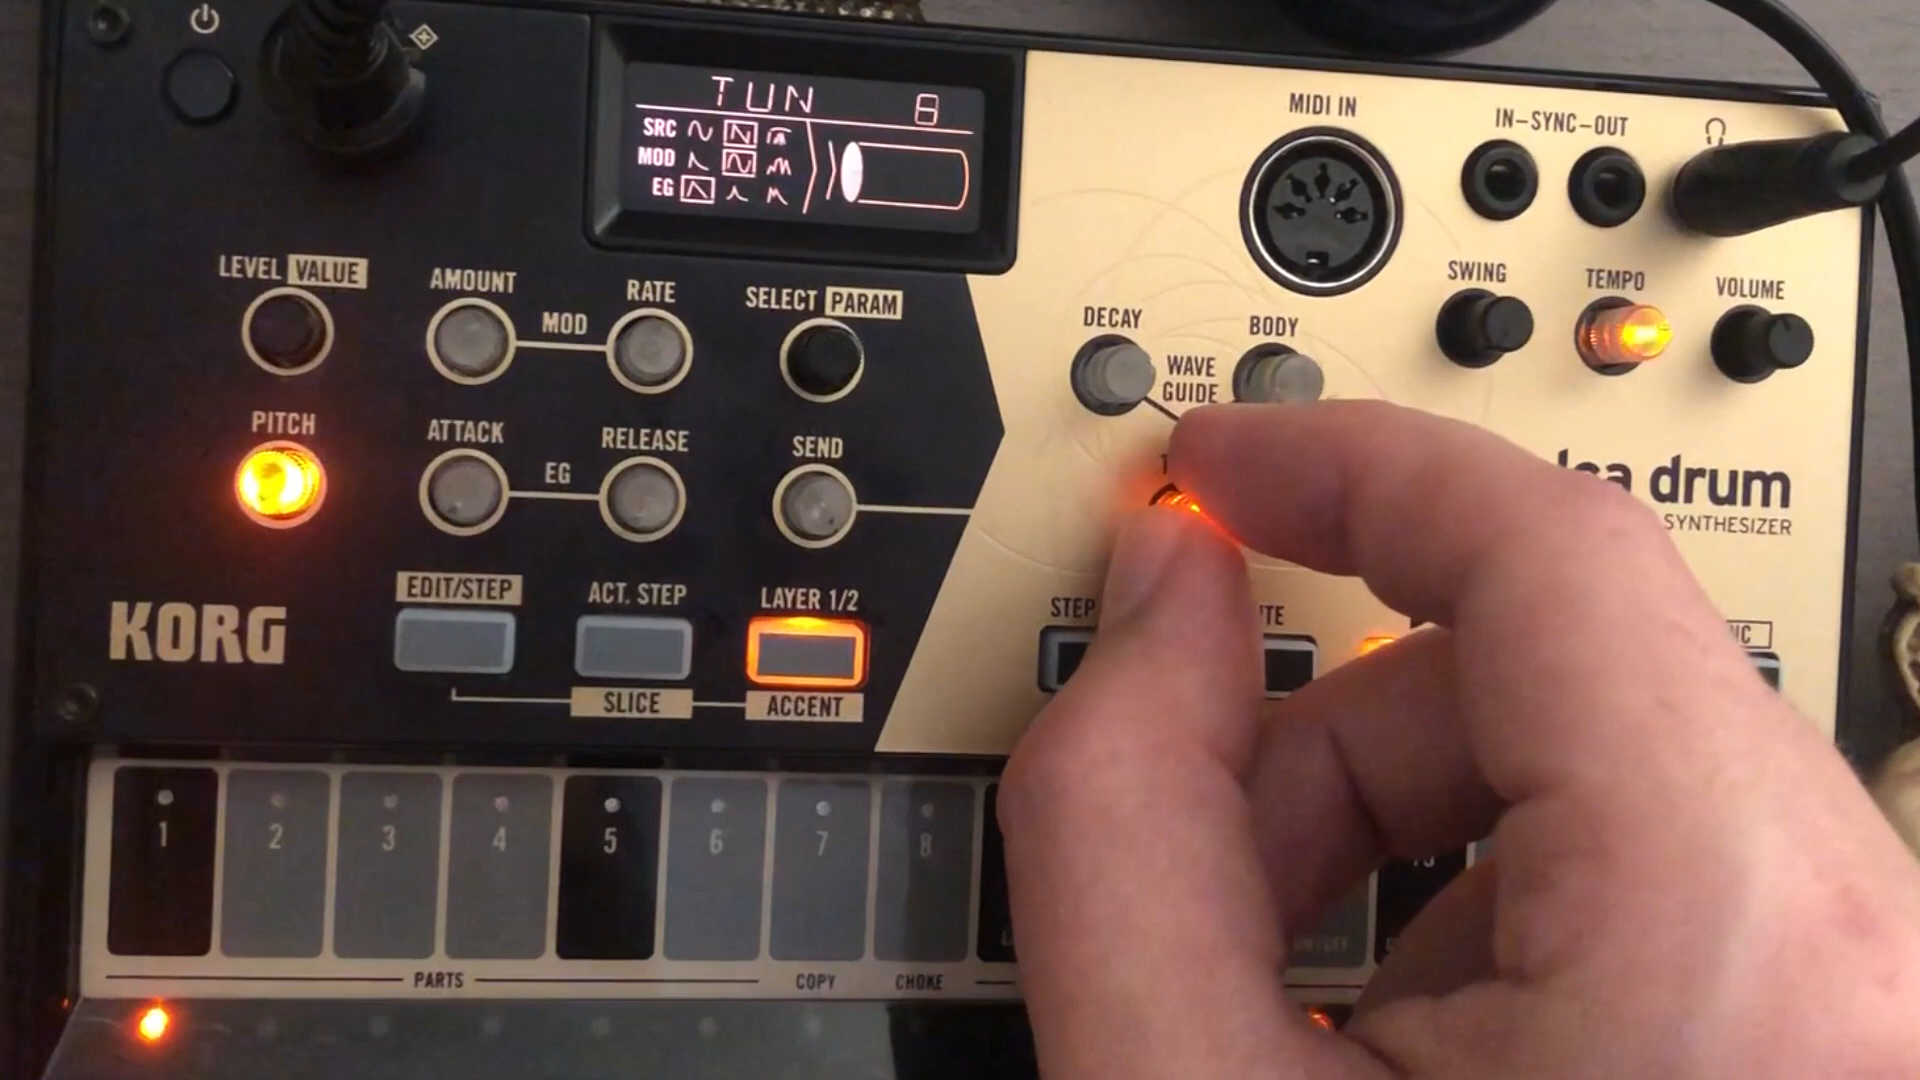 TUN 8
SRC
MOD
EG
MIDI IN
IN-SYNC-OUT
LEVEL VALUE
AMOUNT
MOD
RATE
SELECT PARAM
SWING
TEMPO
VOLUME
DECAY
BODY
WAVE
GUIDE
PITCH
ATTACK
EG
RELEASE
SEND
drum
SYNTHESIZER
KORG
EDIT/STEP
ACT. STEP
LAYER 1/2
STEP
SLICE
ACCENT
1
2
3
4
5
6
7
8
PARTS
COPY
CHOKE